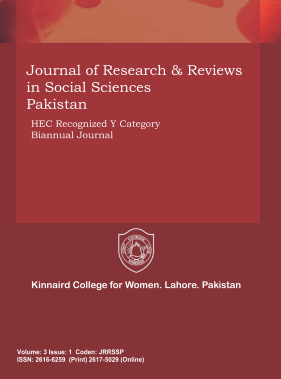 Journal of Research & Reviews
in Social Sciences
Pakistan
HEC Recognized Y Category
Biannual Journal
Kinnaird College for Women. Lahore. Pakistan
Volume: 3 Issue: 1 Coden: JRRSSP
ISSN: 2616-6259 (Print) 2617-5029 (Online)